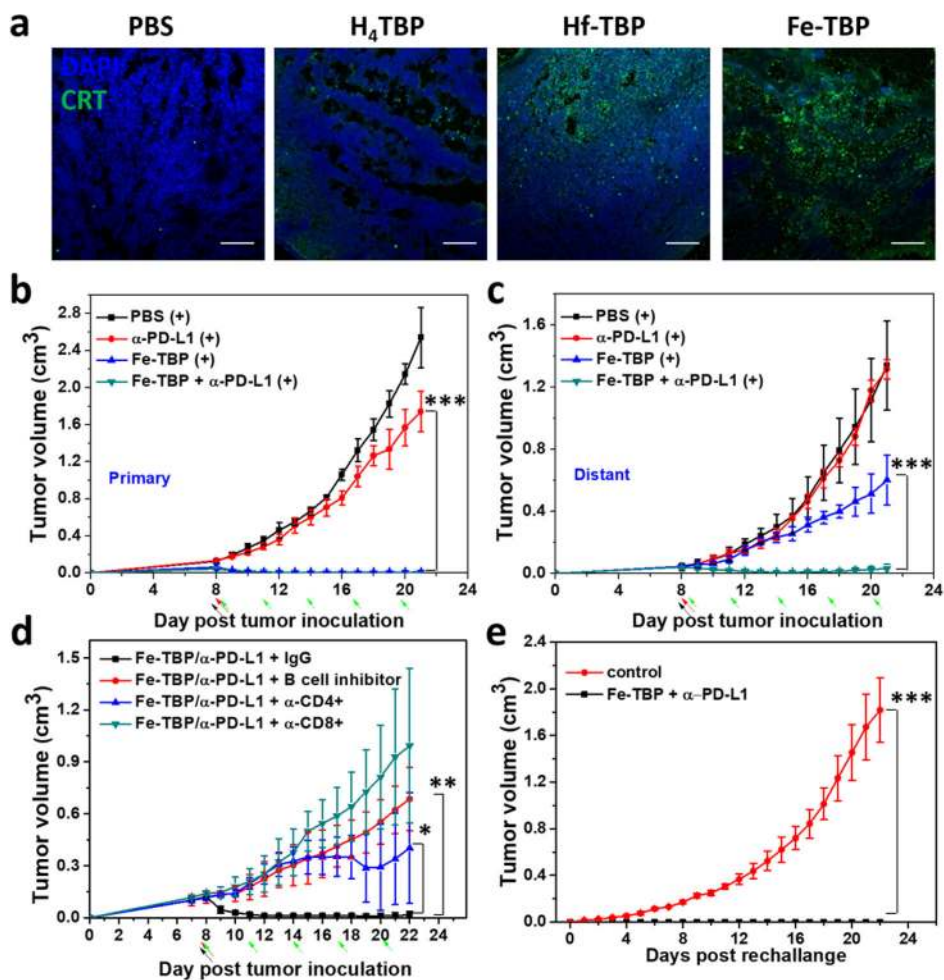 a
PBS
H₄TBP
Hf-TBP
Fe-TBP
DAPI
CRT
b
Tumor volume (cm³)
2.8
2.4
2.0
1.6
1.2
0.8
0.4
0.0
PBS (+)
α-PD-L1 (+)
Fe-TBP (+)
Fe-TBP + α-PD-L1 (+)
Primary
***
0 4 8 12 16 20 24
Day post tumor inoculation
c
Tumor volume (cm³)
1.6
1.2
0.8
0.4
0.0
PBS (+)
α-PD-L1 (+)
Fe-TBP (+)
Fe-TBP + α-PD-L1 (+)
Distant
***
0 4 8 12 16 20 24
Day post tumor inoculation
d
Tumor volume (cm³)
1.5
1.2
0.9
0.6
0.3
0.0
Fe-TBP/α-PD-L1 + IgG
Fe-TBP/α-PD-L1 + B cell inhibitor
Fe-TBP/α-PD-L1 + α-CD4+
Fe-TBP/α-PD-L1 + α-CD8+
**
*
0 2 4 6 8 10 12 14 16 18 20 22 24
Day post tumor inoculation
e
Tumor volume (cm³)
2.4
2.0
1.6
1.2
0.8
0.4
0.0
control
Fe-TBP + α-PD-L1
***
0 2 4 6 8 10 12 14 16 18 20 22 24
Days post rechallange